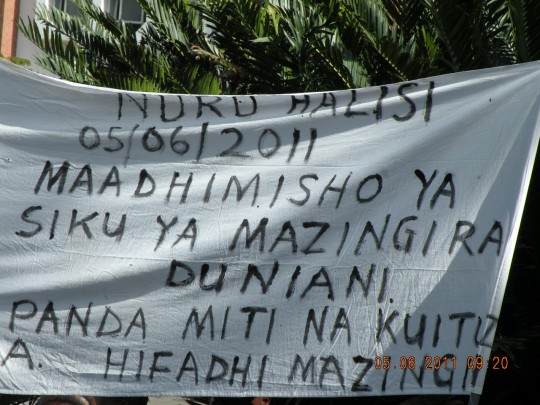 NURU HALISI
05/06/2011
MAADHIMISHO YA
SIKU YA MAZINGIRA
DUNIANI.
PANDA MITI NA KUITUZ
A. HIFADHI
05.06.2011 09:20